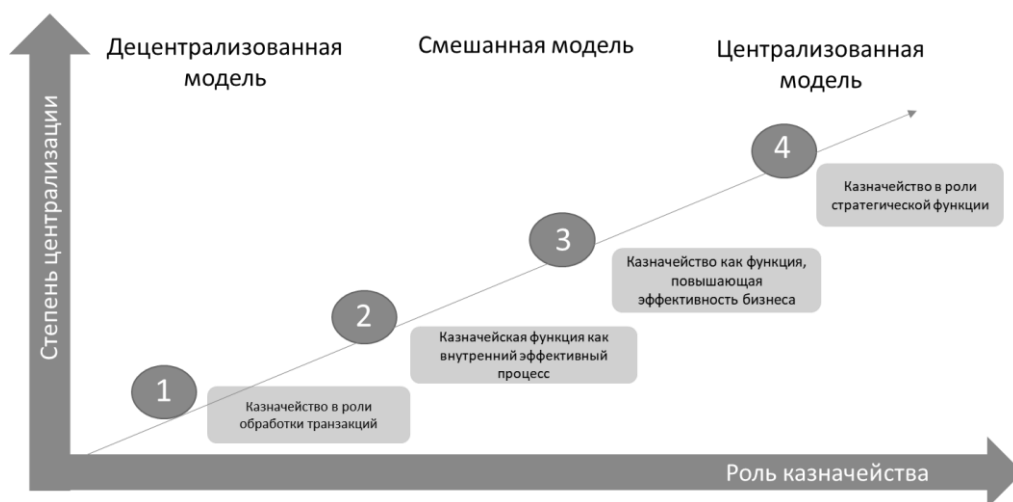 Децентрализованная
модель
Смешанная модель
Централизованная
модель
Степень централизации
4
Казначейство в роли
стратегической функции
3
Казначейство как функция,
повышающая
эффективность бизнеса
2
Казначейская функция как
внутренний эффективный
процесс
1
Казначейство в роли
обработки транзакций
Роль казначейства